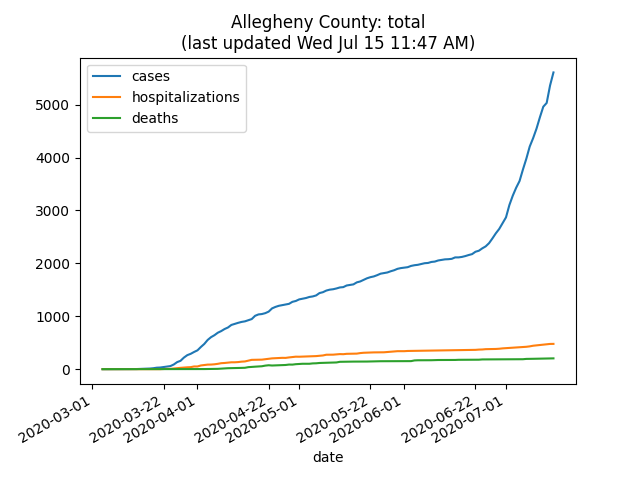 Allegheny County: total
(last updated Wed Jul 15 11:47 AM)
cases
hospitalizations
deaths
5000
4000
3000
2000
1000
0
2020-03-01
2020-03-22
2020-04-01
2020-04-22
2020-05-01
2020-05-22
2020-06-01
2020-06-22
2020-07-01
date